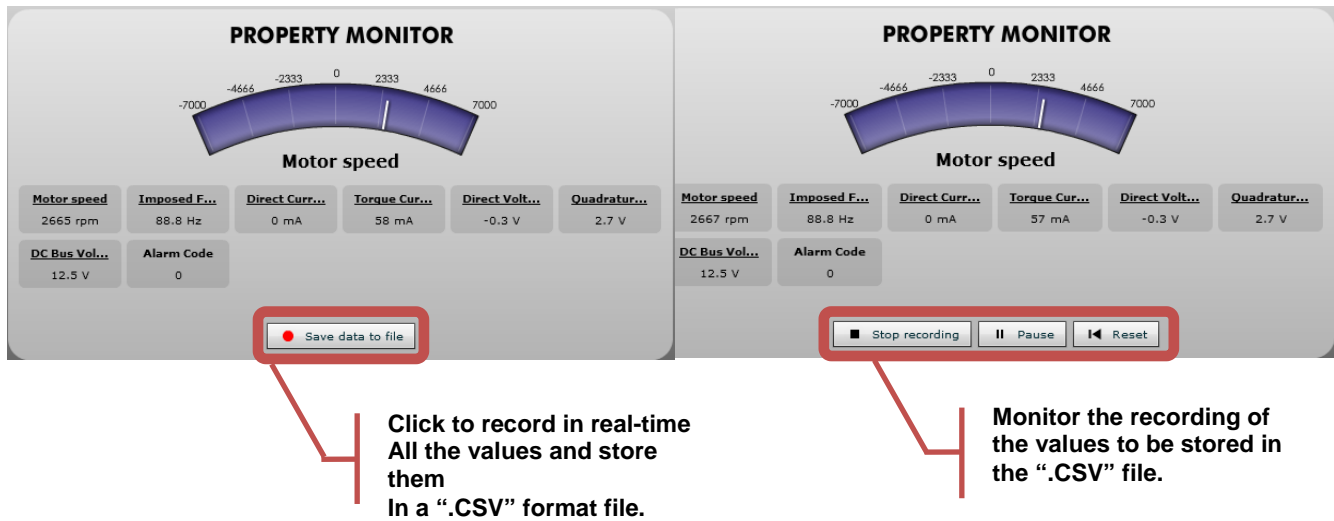 PROPERTY MONITOR
-7000 -4666 -2333 0 2333 4666 7000
Motor speed
Motor speed Imposed F... Direct Curr... Torque Cur... Direct Volt... Quadratur...
2665 rpm 88.8 Hz 0 mA 58 mA -0.3 V 2.7 V
DC Bus Vol... Alarm Code
12.5 V 0
Save data to file
Click to record in real-time
All the values and store
them
In a “.CSV” format file.
PROPERTY MONITOR
-7000 -4666 -2333 0 2333 4666 7000
Motor speed
Motor speed Imposed F... Direct Curr... Torque Cur... Direct Volt... Quadratur...
2667 rpm 88.8 Hz 0 mA 57 mA -0.3 V 2.7 V
DC Bus Vol... Alarm Code
12.5 V 0
Stop recording Pause Reset
Monitor the recording of
the values to be stored in
the “.CSV” file.